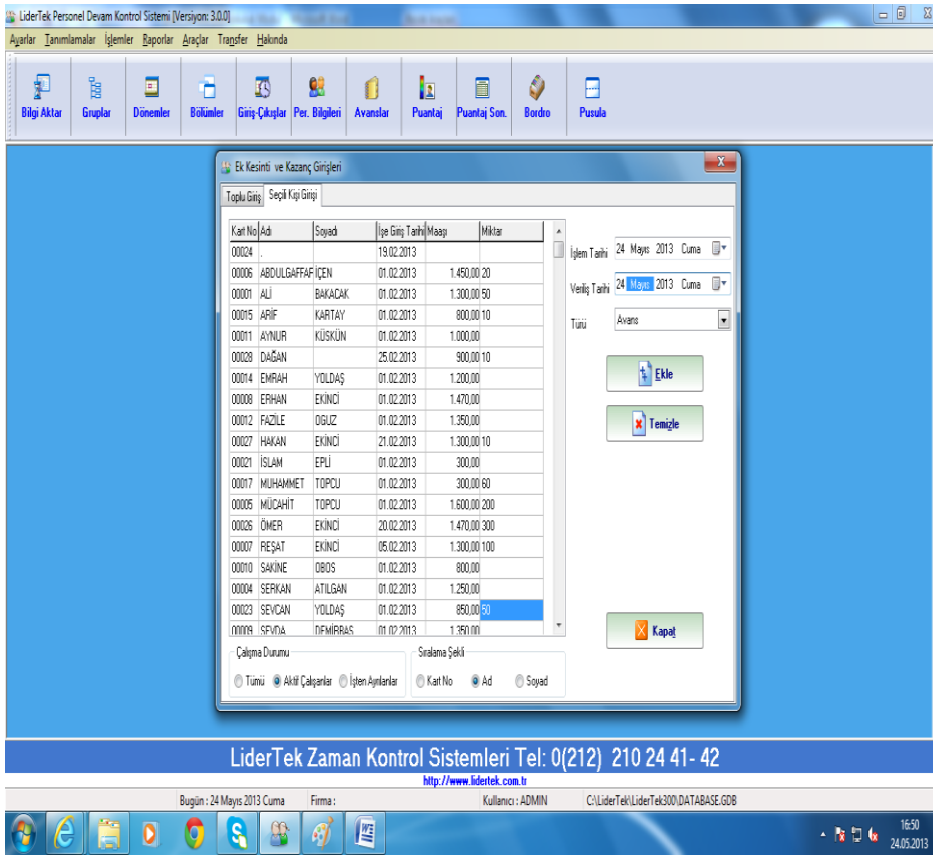 LiderTek Personel Devam Kontrol Sistemi [Versiyon: 3.0.0]
Ayarlar Tanımlamalar İşlemler Raporlar Araçlar Transfer Hakında
Bilgi Aktar Gruplar Dönemler Bölümler Giriş-Çıkışlar Per. Bilgileri Avanslar Puantaj Puantaj Son. Bordro Pusula
Ek Kesinti ve Kazanç Girişleri
Toplu Giriş Seçili Kişi Girişi
Kart No Adı Soyadı İşe Giriş Tarihi Maaşı Miktar
00024 . 19.02.2013
00006 ABDULGAFFAF İÇEN 01.02.2013 1.450,00 20
00001 ALİ BAKACAK 01.02.2013 1.300,00 50
00015 ARİF KARTAY 01.02.2013 800,00 10
00011 AYNUR KÜSKÜN 01.02.2013 1.000,00
00028 DAĞAN 25.02.2013 900,00 10
00014 EMRAH YOLDAŞ 01.02.2013 1.200,00
00008 ERHAN EKİNCİ 01.02.2013 1.470,00
00012 FAZİLE OGUZ 01.02.2013 1.350,00
00027 HAKAN EKİNCİ 21.02.2013 1.300,00 10
00021 İSLAM EPLİ 01.02.2013 300,00
00017 MUHAMMET TOPCU 01.02.2013 300,00 60
00005 MÜCAHİT TOPCU 01.02.2013 1.600,00 200
00026 ÖMER EKİNCİ 20.02.2013 1.470,00 300
00007 REŞAT EKİNCİ 05.02.2013 1.300,00 100
00010 SAKİNE OBOS 01.02.2013 800,00
00004 SERKAN ATILGAN 01.02.2013 1.250,00
00023 SEVCAN YOLDAŞ 01.02.2013 850,00 50
00009 SEVDA DEMİRBAS 01.02.2013 1.350,00
İşlem Tarihi 24 Mayıs 2013 Cuma
Veriliş Tarihi 24 Mayıs 2013 Cuma
Türü Avans
Ekle
Temizle
Kapat
Çalışma Durumu
Tümü Aktif Çalışanlar İşten Ayrılanlar
Sıralama Şekli
Kart No Ad Soyad
LiderTek Zaman Kontrol Sistemleri Tel: 0(212) 210 24 41- 42
http://www.lidertek.com.tr
Bugün : 24 Mayıs 2013 Cuma Firma : Kullanıcı : ADMIN C:\LiderTek\LiderTek300\DATABASE.GDB
16:50
24.05.2013